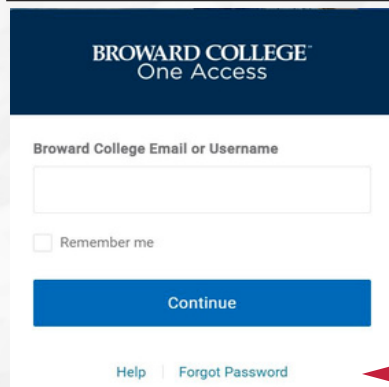 BROWARD COLLEGE
One Access
Broward College Email or Username
Remember me
Continue
Help | Forgot Password